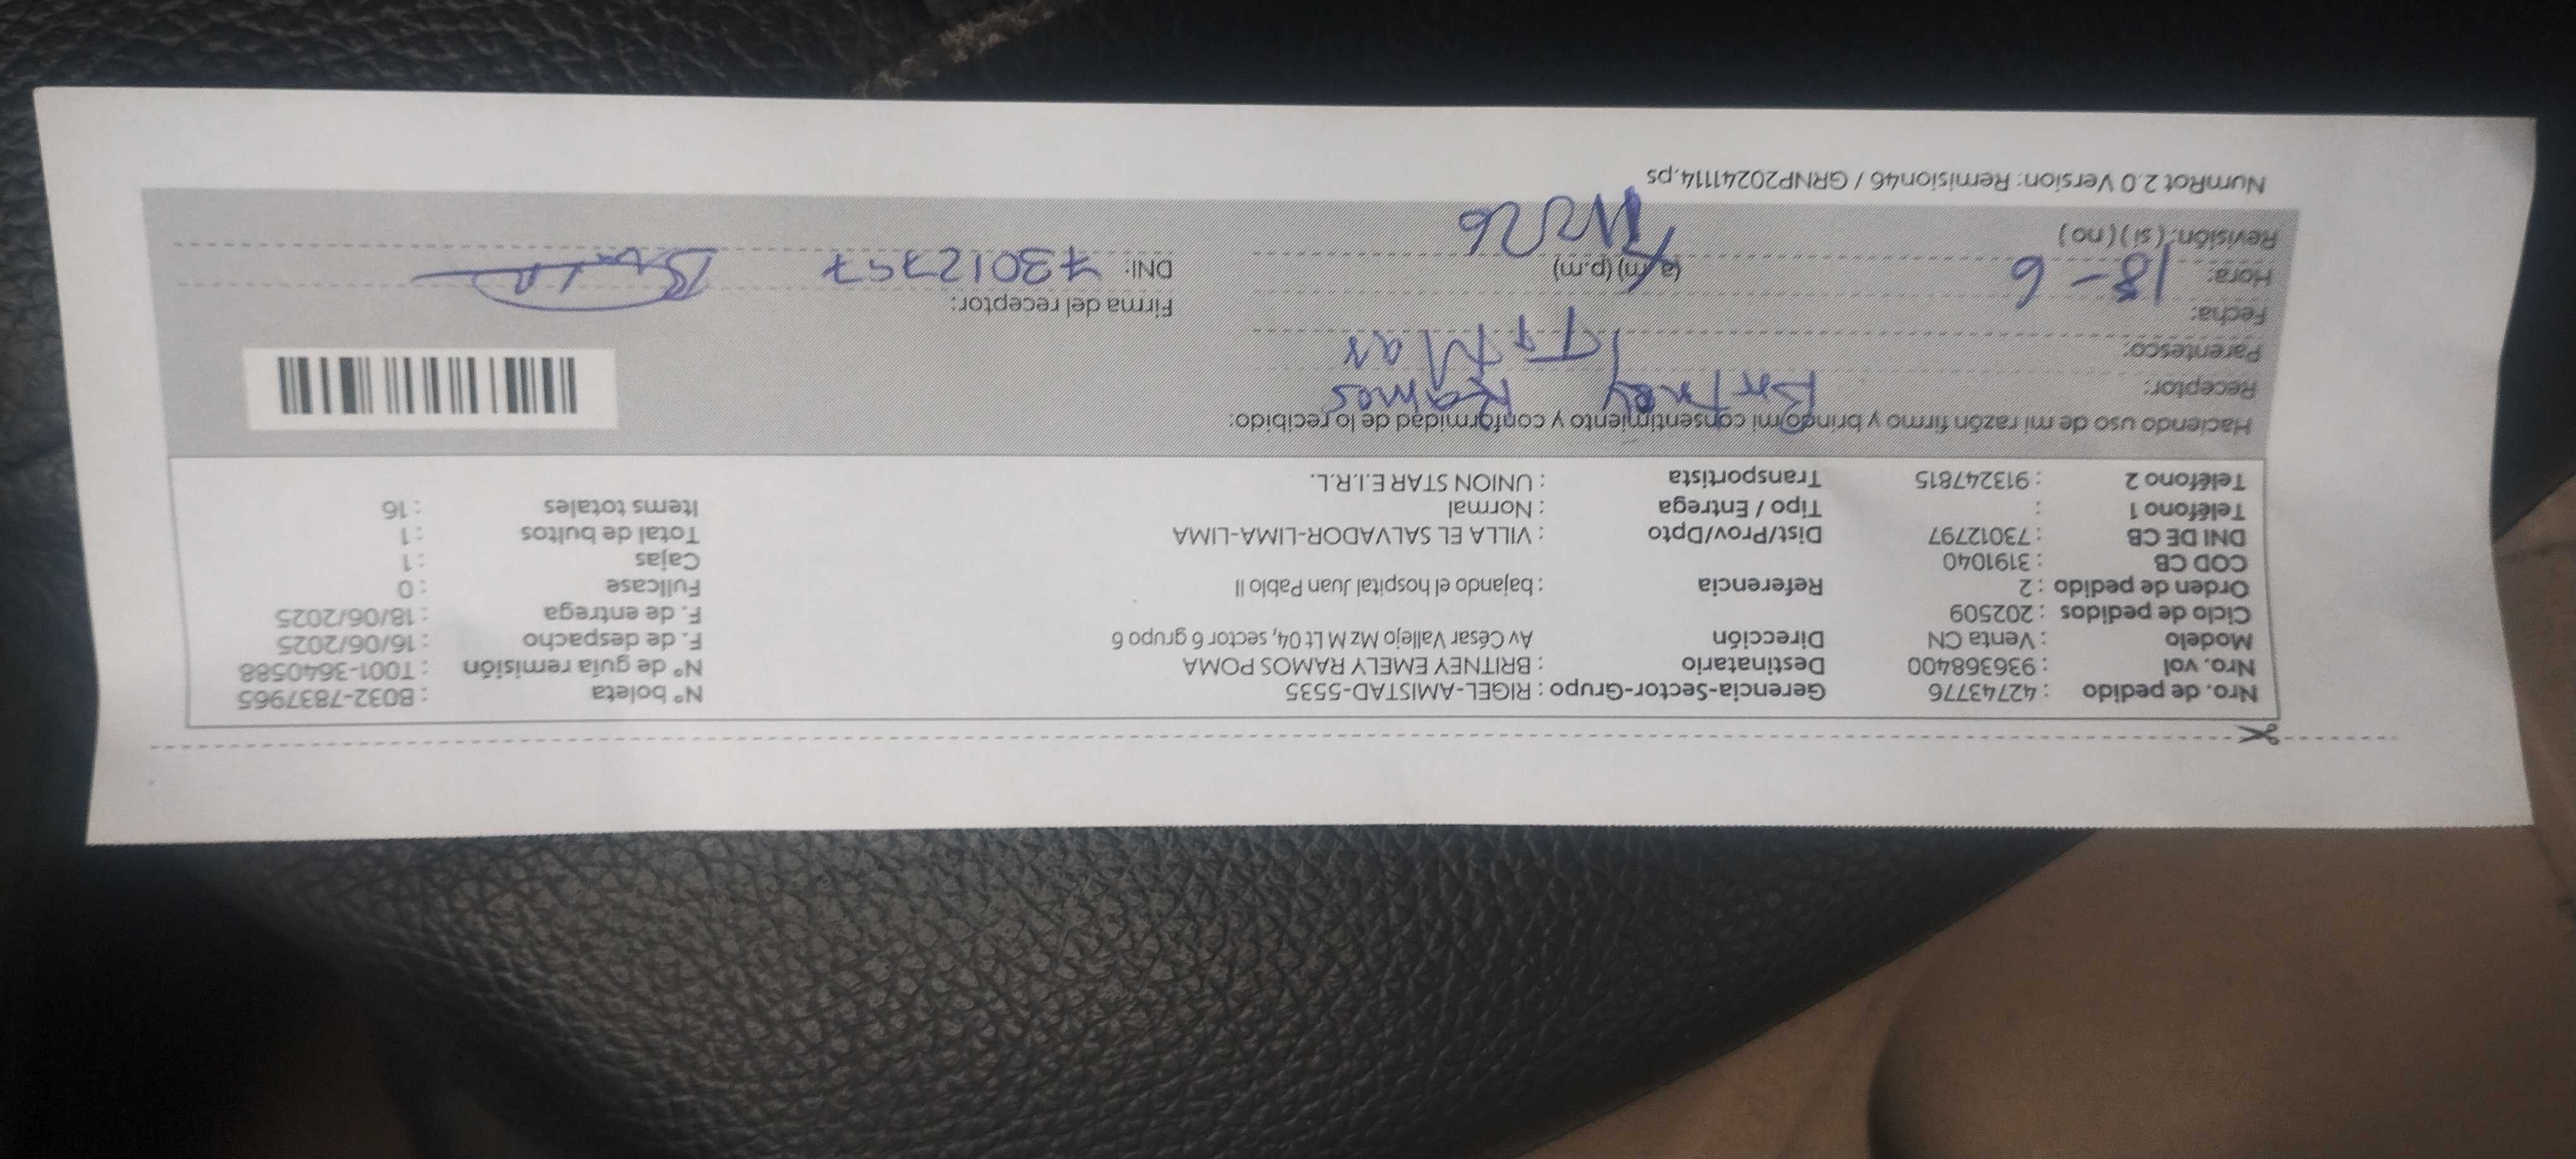 Nro. de pedido : 42743776 Gerencia-Sector-Grupo : RIGEL-AMISTAD-5535 N° boleta : B032-7837965
Nro. vol : 936368400 Destinatario : BRITNEY EMELY RAMOS POMA N° de guía remisión : T001-3640588
Modelo : Venta CN Dirección Av César Vallejo Mz M Lt 04, sector 6 grupo 6 F. de despacho : 16/06/2025
Ciclo de pedidos : 202509 F. de entrega : 18/06/2025
Orden de pedido : 2 Referencia : bajando el hospital Juan Pablo II Fullcase : 0
COD CB : 3191040 Cajas : 1
DNI DE CB : 73012797 Dist/Prov/Dpto : VILLA EL SALVADOR-LIMA-LIMA Total de bultos : 1
Teléfono 1 : Tipo / Entrega : Normal Items totales : 16
Teléfono 2 : 913247815 Transportista : UNION STAR E.I.R.L.
Haciendo uso de mi razón firmo y brindo mi consentimiento y conformidad de lo recibido:
Receptor: Britney Ramos
Parentesco: Titular
Fecha: 18-6
Firma del receptor:
Hora: (a.m) (p.m) DNI: 73012797
Revisión: (si) (no)
NumRot 2.0 Version: Remision46 / GRNP20241114.ps